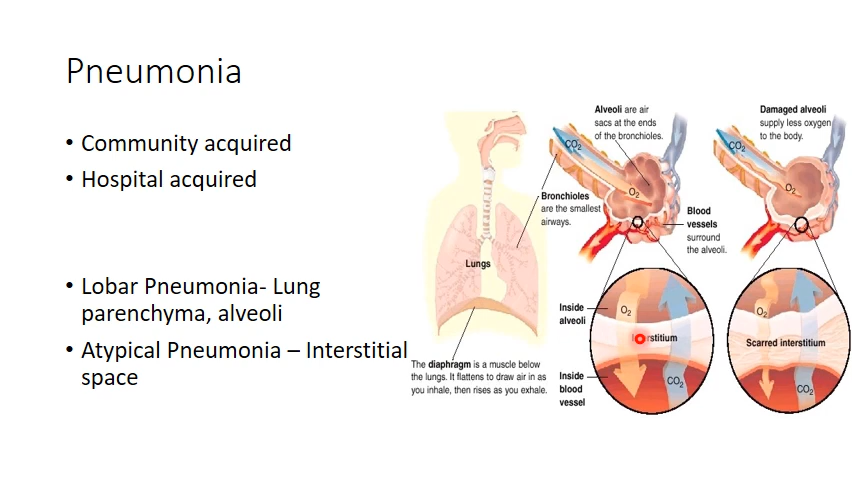 Pneumonia
• Community acquired
• Hospital acquired
• Lobar Pneumonia- Lung
parenchyma, alveoli
• Atypical Pneumonia – Interstitial
space
Lungs
The diaphragm is a muscle below
the lungs. It flattens to draw air in as
you inhale, then rises as you exhale.
Alveoli are air
sacs at the ends
of the bronchioles.
CO2
O2
Bronchioles
are the smallest
airways.
Blood
vessels
surround
the alveoli.
Inside
alveoli
O2
Inside
blood
vessel
CO2
Damaged alveoli
supply less oxygen
to the body.
CO2
O2
O2
Scarred interstitium
CO2